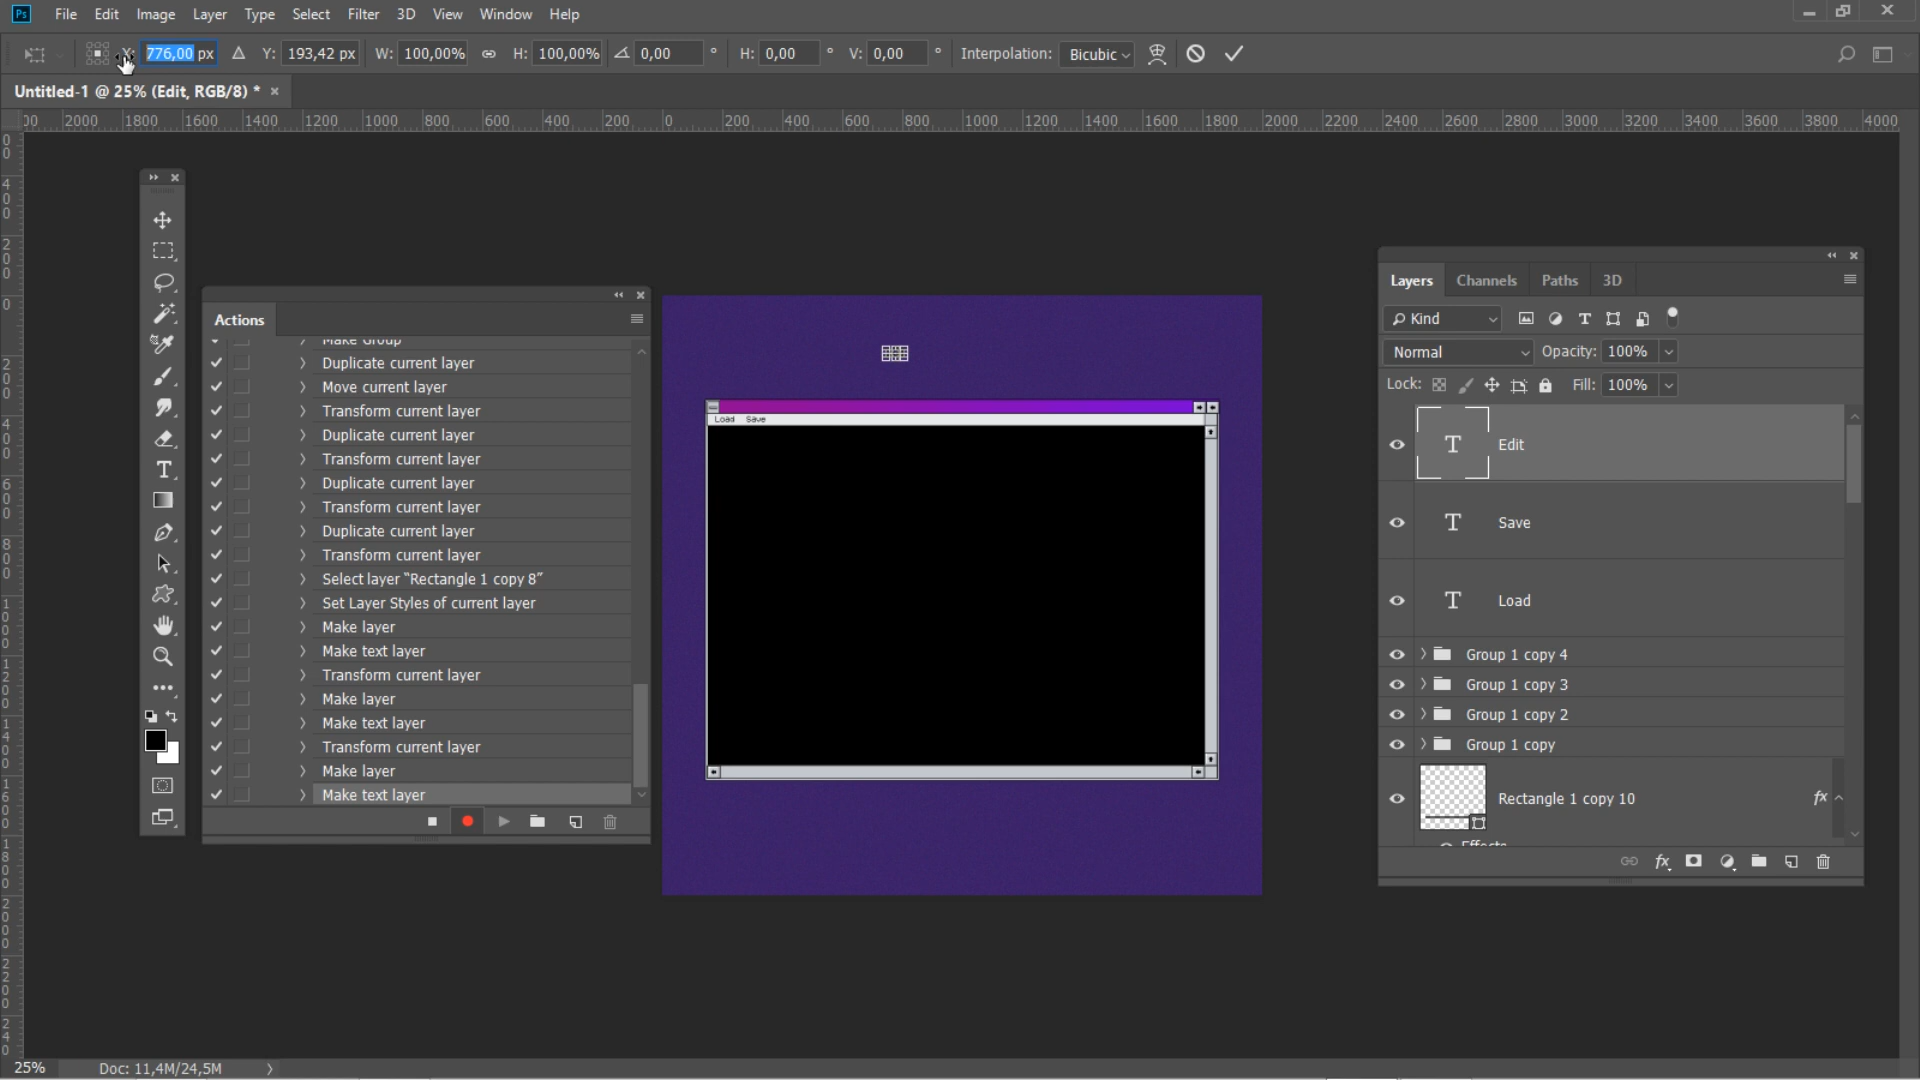 Ps File Edit Image Layer Type Select Filter 3D View Window Help
X: 776,00 px Y: 193,42 px W: 100,00% H: 100,00% 0,00 ° H: 0,00 ° V: 0,00 ° Interpolation: Bicubic
Untitled-1 @ 25% (Edit, RGB/8) * ×
00 2000 1800 1600 1400 1200 1000 800 600 400 200 0 200 400 600 800 1000 1200 1400 1600 1800 2000 2200 2400 2600 2800 3000 3200 3400 3600 3800 4000
Actions
Make Group
Duplicate current layer
Move current layer
Transform current layer
Duplicate current layer
Transform current layer
Duplicate current layer
Transform current layer
Duplicate current layer
Transform current layer
Select layer “Rectangle 1 copy 8”
Set Layer Styles of current layer
Make layer
Make text layer
Transform current layer
Make layer
Make text layer
Transform current layer
Make layer
Make text layer
Load Save
Layers Channels Paths 3D
Kind
Normal Opacity: 100%
Lock: Fill: 100%
T Edit
T Save
T Load
Group 1 copy 4
Group 1 copy 3
Group 1 copy 2
Group 1 copy
Rectangle 1 copy 10 fx
Effects
fx
25% Doc: 11,4M/24,5M